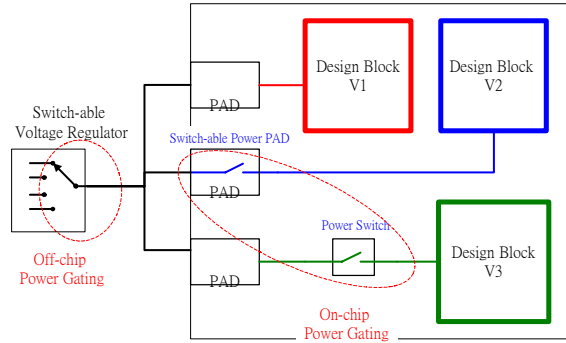 Design Block
V1
Design Block
V2
PAD
Switch-able
Voltage Regulator
Switch-able Power PAD
PAD
Power Switch
Design Block
V3
Off-chip
Power Gating
PAD
On-chip
Power Gating